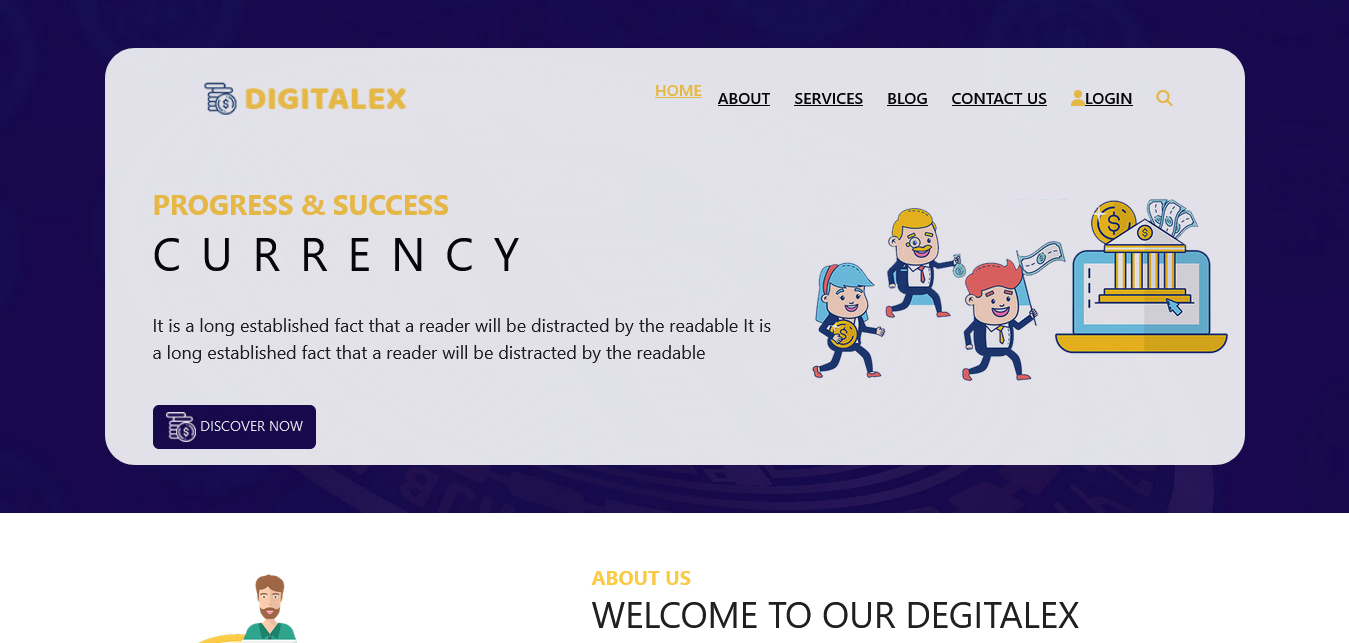 DIGITALEX
HOME ABOUT SERVICES BLOG CONTACT US LOGIN
PROGRESS & SUCCESS
CURRENCY
It is a long established fact that a reader will be distracted by the readable It is
a long established fact that a reader will be distracted by the readable
DISCOVER NOW
ABOUT US
WELCOME TO OUR DEGITALEX